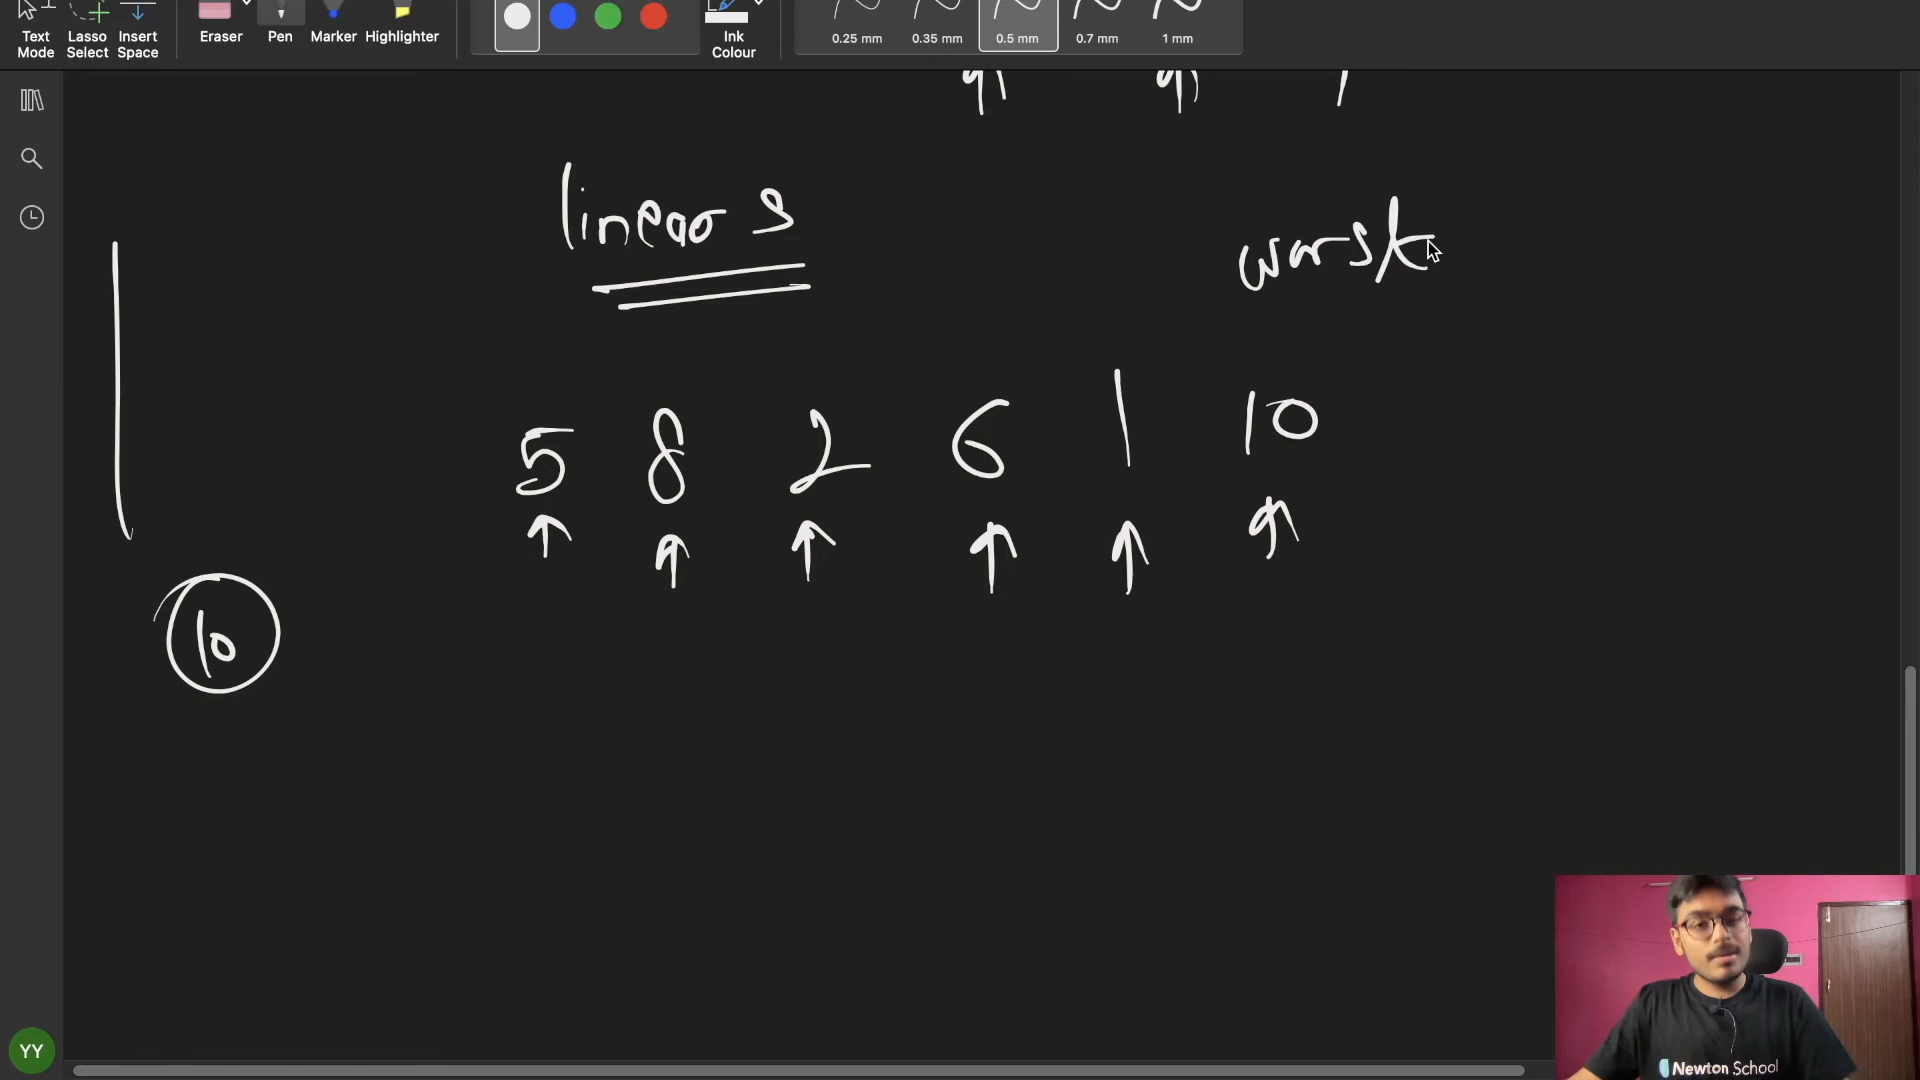 Text Mode
Lasso Select
Insert Space
Eraser
Pen
Marker
Highlighter
Ink Colour
0.25 mm
0.35 mm
0.5 mm
0.7 mm
1 mm
linear s
worst
5 8 2 6 1 10
10
YY
Newton School